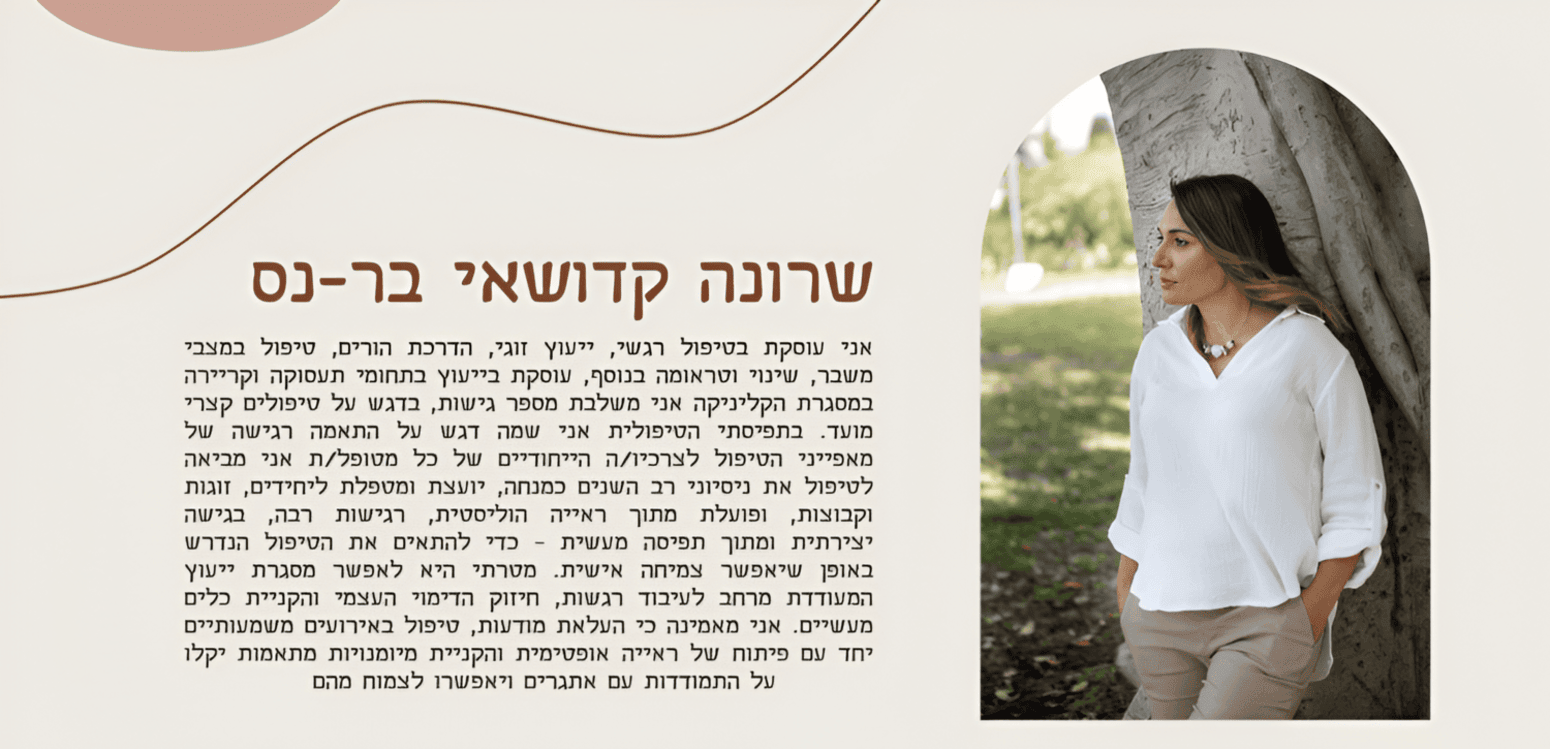 שרונה קדושאי בר-נס
אני עוסקת בטיפול רגשי, ייעוץ זוגי, הדרכת הורים, טיפול במצבי
משבר, שינוי וטראומה בנוסף, עוסקת בייעוץ בתחומי תעסוקה וקריירה
במסגרת הקליניקה אני משלבת מספר גישות, בדגש על טיפולים קצרי
מועד. בתפיסתי הטיפולית אני שמה דגש על התאמה רגישה של
מאפייני הטיפול לצרכיו/ה הייחודיים של כל מטופל/ת אני מביאה
לטיפול את ניסיוני רב השנים כמנחה, יועצת ומטפלת ליחידים, זוגות
וקבוצות, ופועלת מתוך ראייה הוליסטית, רגישות רבה, בגישה
יצירתית ומתוך תפיסה מעשית - כדי להתאים את הטיפול הנדרש
באופן שיאפשר צמיחה אישית. מטרתי היא לאפשר מסגרת ייעוץ
המעודדת מרחב לעיבוד רגשות, חיזוק הדימוי העצמי והקניית כלים
מעשיים. אני מאמינה כי העלאת מודעות, טיפול באירועים משמעותיים
יחד עם פיתוח של ראייה אופטימית והקניית מיומנויות מתאמות יקלו
על התמודדות עם אתגרים ויאפשרו לצמוח מהם